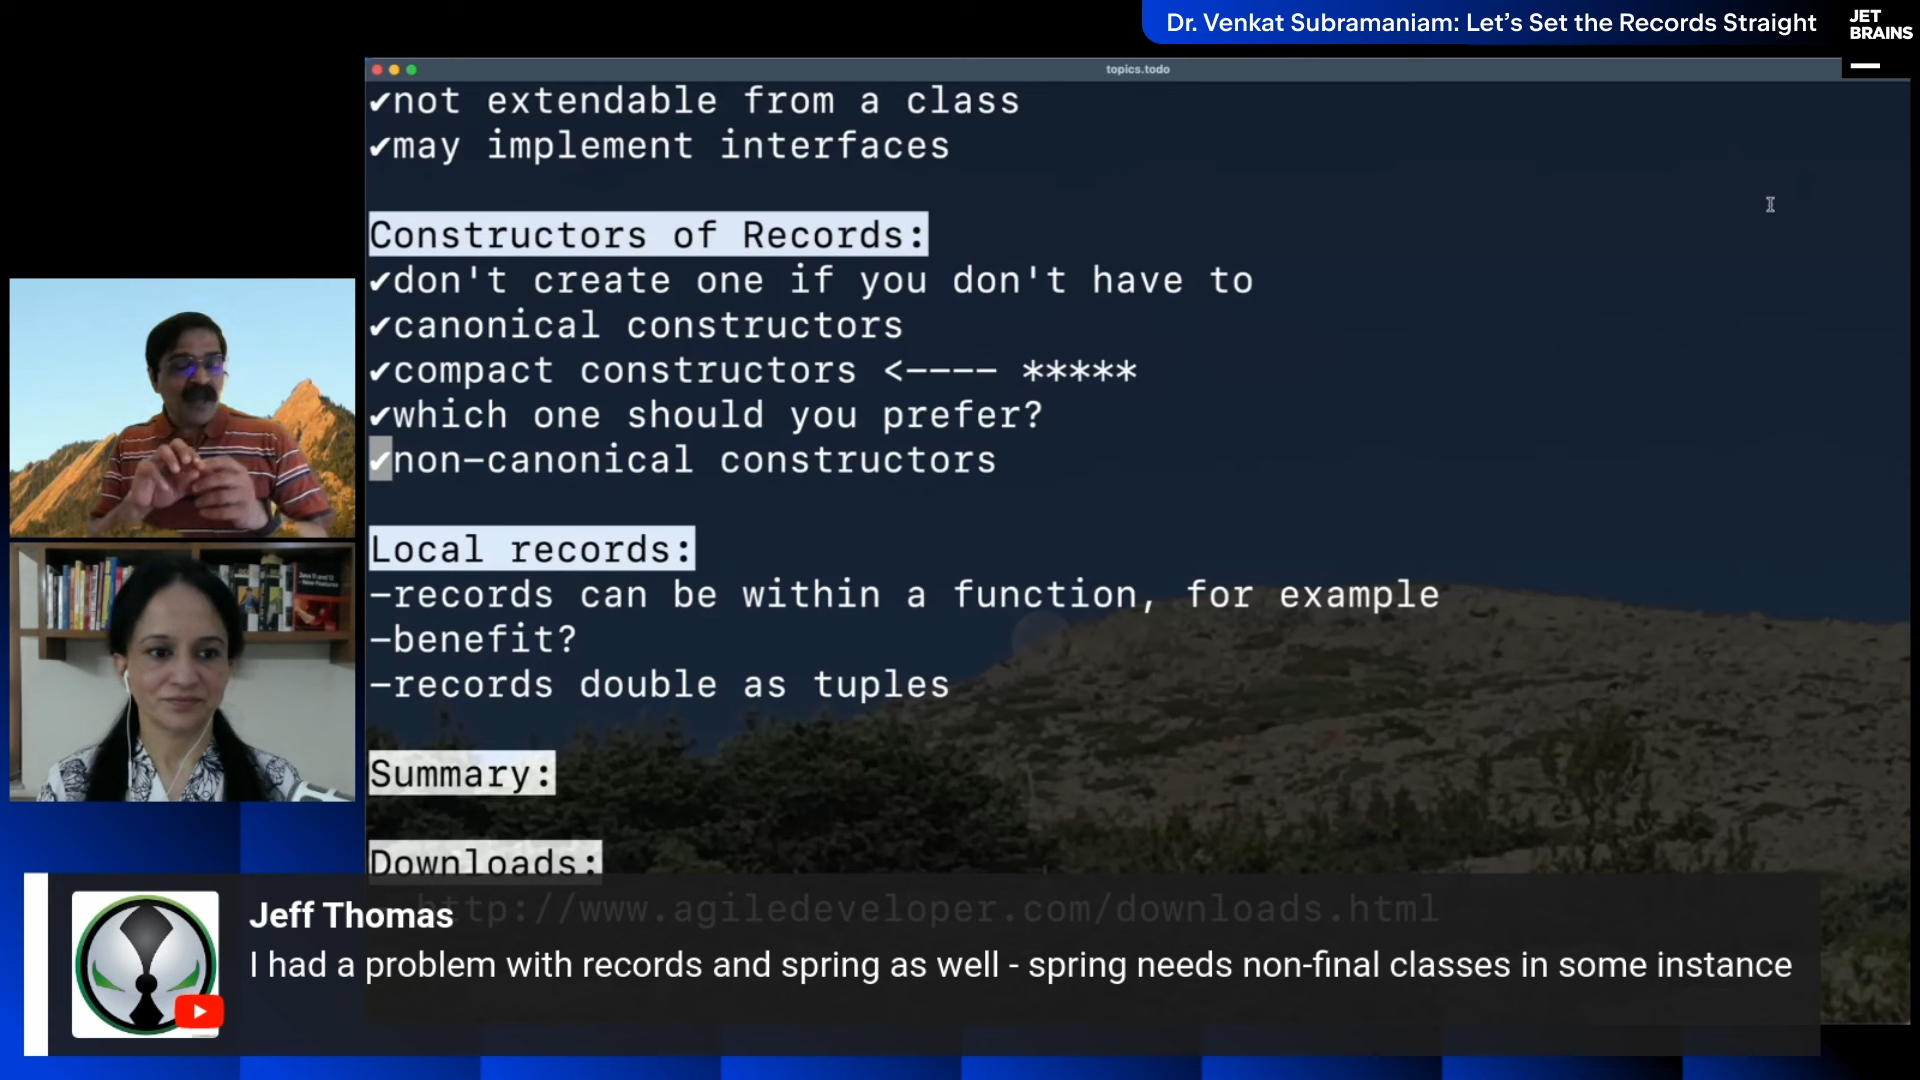 Dr. Venkat Subramaniam: Let's Set the Records Straight
JET
BRAINS
topics.todo
✔not extendable from a class
✔may implement interfaces
Constructors of Records:
✔don't create one if you don't have to
✔canonical constructors
✔compact constructors <---- *****
✔which one should you prefer?
✔non-canonical constructors
Local records:
-records can be within a function, for example
-benefit?
-records double as tuples
Summary:
Downloads:
http://www.agiledeveloper.com/downloads.html
Jeff Thomas
I had a problem with records and spring as well - spring needs non-final classes in some instance